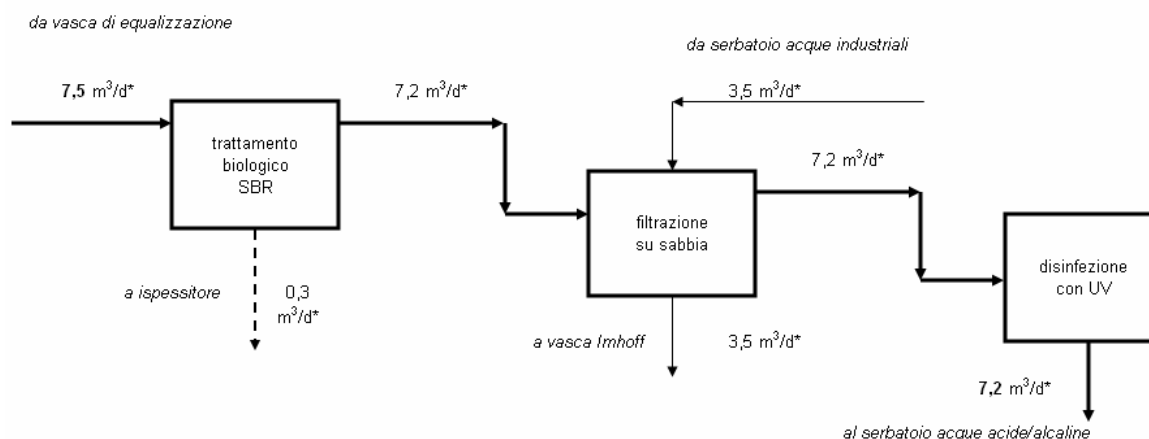 da vasca di equalizzazione
da serbatoio acque industriali
7,5 m³/d*
7,2 m³/d*
3,5 m³/d*
trattamento
biologico
SBR
7,2 m³/d*
filtrazione
su sabbia
disinfezione
con UV
a ispessitore
0,3
m³/d*
a vasca Imhoff
3,5 m³/d*
7,2 m³/d*
al serbatoio acque acide/alcaline